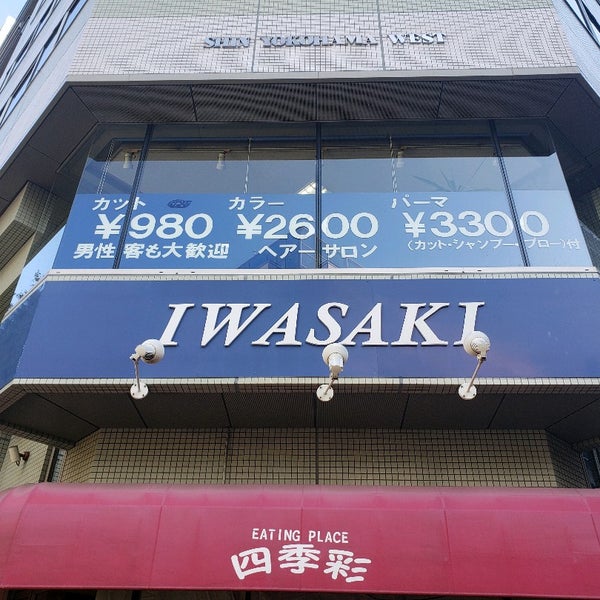 SHIN YOKOHAMA WEST
カット カラー パーマ
¥980 ¥2600 ¥3300
男性客も大歓迎 ヘアーサロン (カット・シャンプー・ブロー)付
IWASAKI
EATING PLACE
四季彩